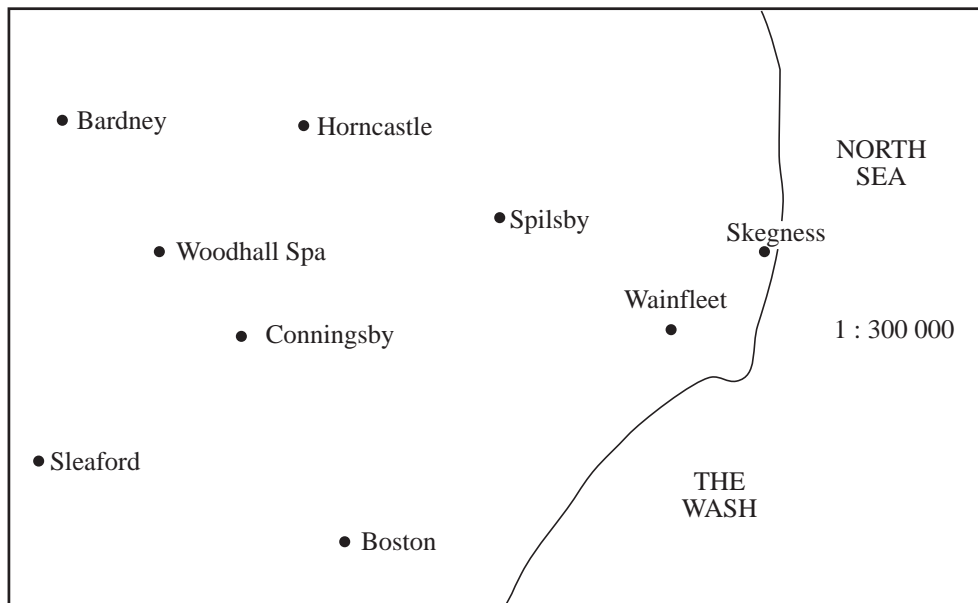 Bardney
Horncastle
NORTH
SEA
Spilsby
Skegness
Woodhall Spa
Wainfleet
Conningsby
1 : 300 000
Sleaford
THE
WASH
Boston